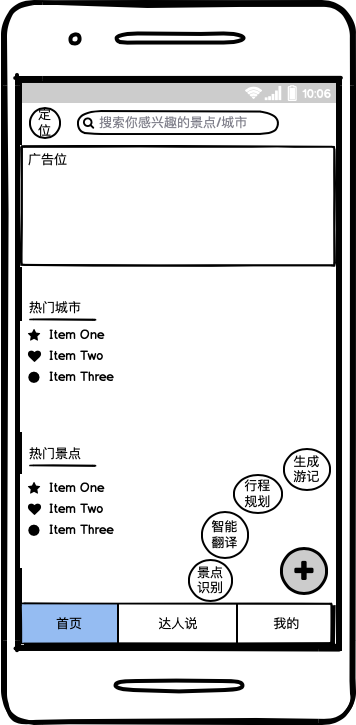 10:06
定
位
搜索你感兴趣的景点/城市
广告位
热门城市
Item One
Item Two
Item Three
热门景点
Item One
Item Two
Item Three
生成
游记
行程
规划
智能
翻译
景点
识别
首页
达人说
我的